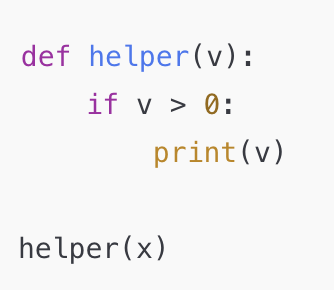 def helper(v):
    if v > 0:
        print(v)

helper(x)